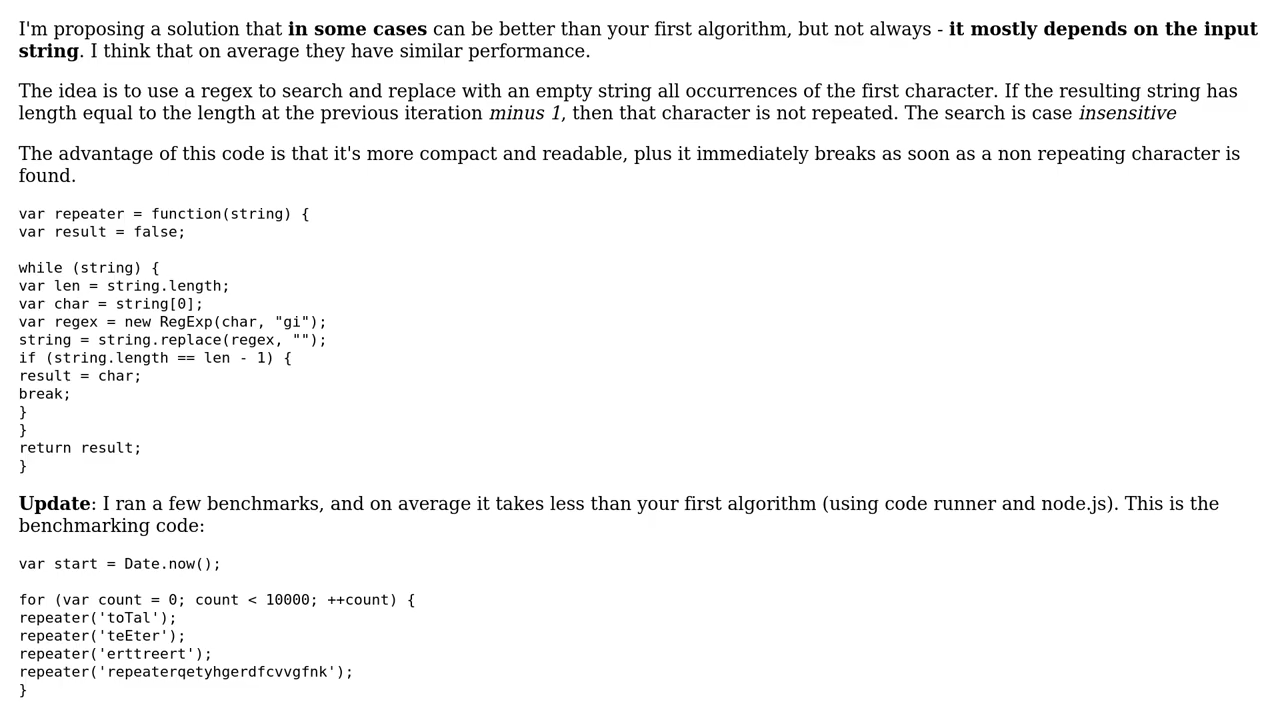 I'm proposing a solution that in some cases can be better than your first algorithm, but not always - it mostly depends on the input
string. I think that on average they have similar performance.
The idea is to use a regex to search and replace with an empty string all occurrences of the first character. If the resulting string has
length equal to the length at the previous iteration minus 1, then that character is not repeated. The search is case insensitive
The advantage of this code is that it's more compact and readable, plus it immediately breaks as soon as a non repeating character is
found.
var repeater = function(string) {
var result = false;
while (string) {
var len = string.length;
var char = string[0];
var regex = new RegExp(char, "gi");
string = string.replace(regex, "");
if (string.length == len - 1) {
result = char;
break;
}
}
return result;
}
Update: I ran a few benchmarks, and on average it takes less than your first algorithm (using code runner and node.js). This is the
benchmarking code:
var start = Date.now();
for (var count = 0; count < 10000; ++count) {
repeater('toTal');
repeater('teEter');
repeater('erttreert');
repeater('repeaterqetyhgerdfcvvgfnk');
}